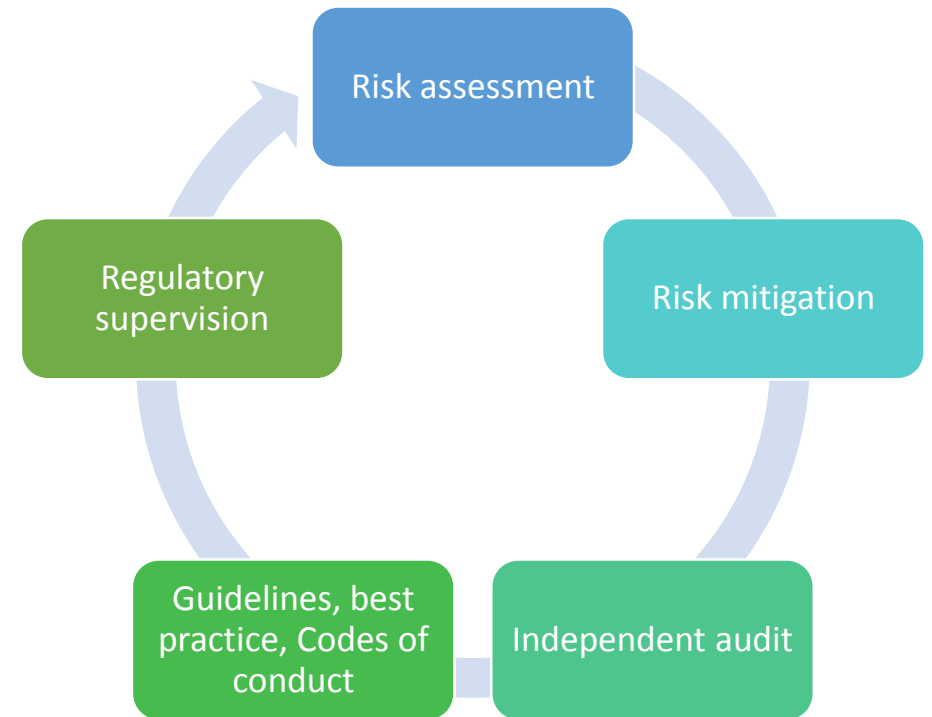 Risk assessment
Risk mitigation
Independent audit
Guidelines, best
practice, Codes of
conduct
Regulatory
supervision